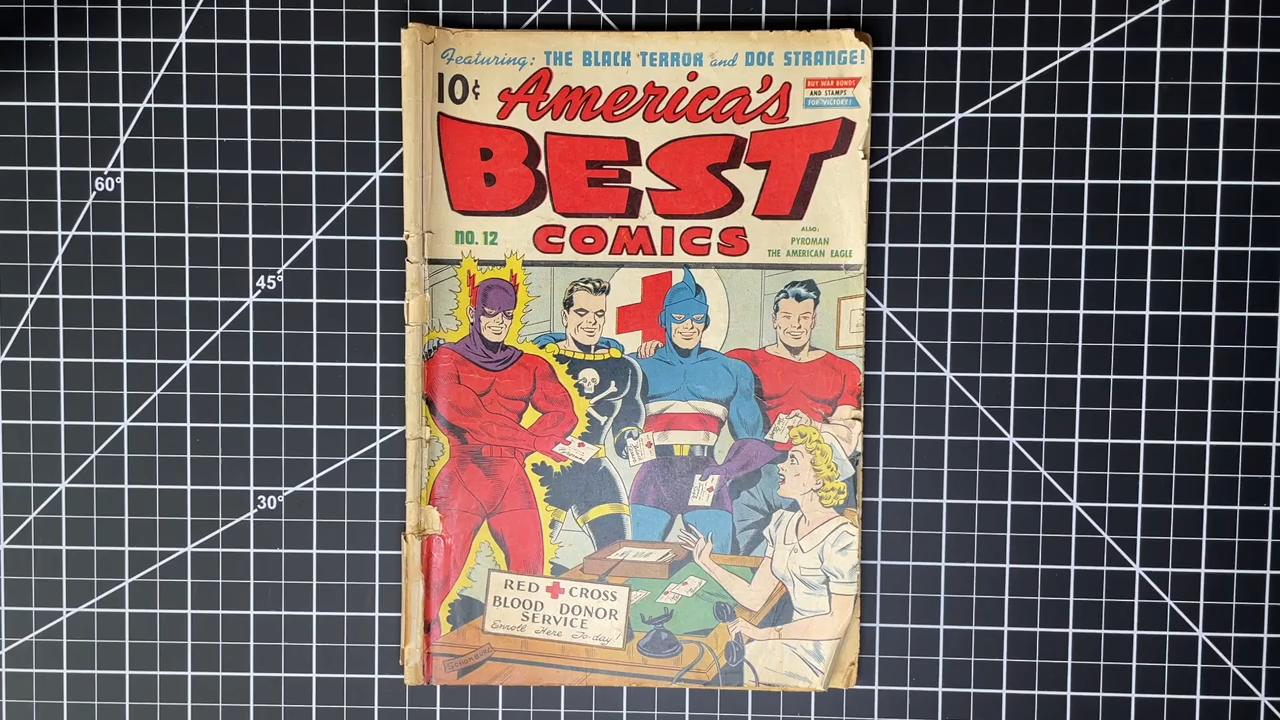 Featuring: THE BLACK TERROR and DOC STRANGE!
10¢
America's
BUY WAR BONDS
AND STAMPS
FOR VICTORY!
BEST
COMICS
NO. 12
ALSO:
PYROMAN
THE AMERICAN EAGLE
60°
45°
30°
RED CROSS
BLOOD DONOR
SERVICE
Enroll Here To-day!
SCHOMBURG